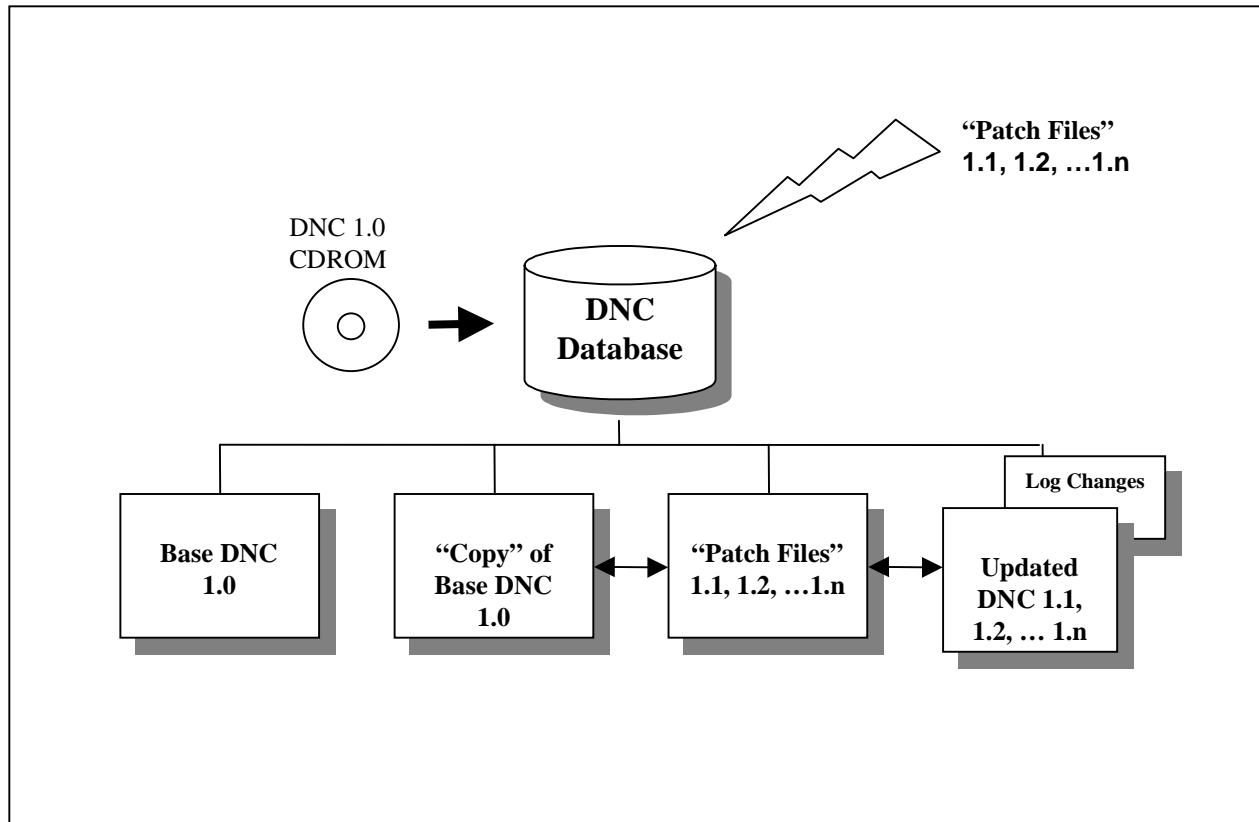 “Patch Files”
1.1, 1.2, …1.n
DNC 1.0
CDROM
DNC
Database
Base DNC
1.0
“Copy” of
Base DNC
1.0
“Patch Files”
1.1, 1.2, …1.n
Log Changes
Updated
DNC 1.1,
1.2, … 1.n